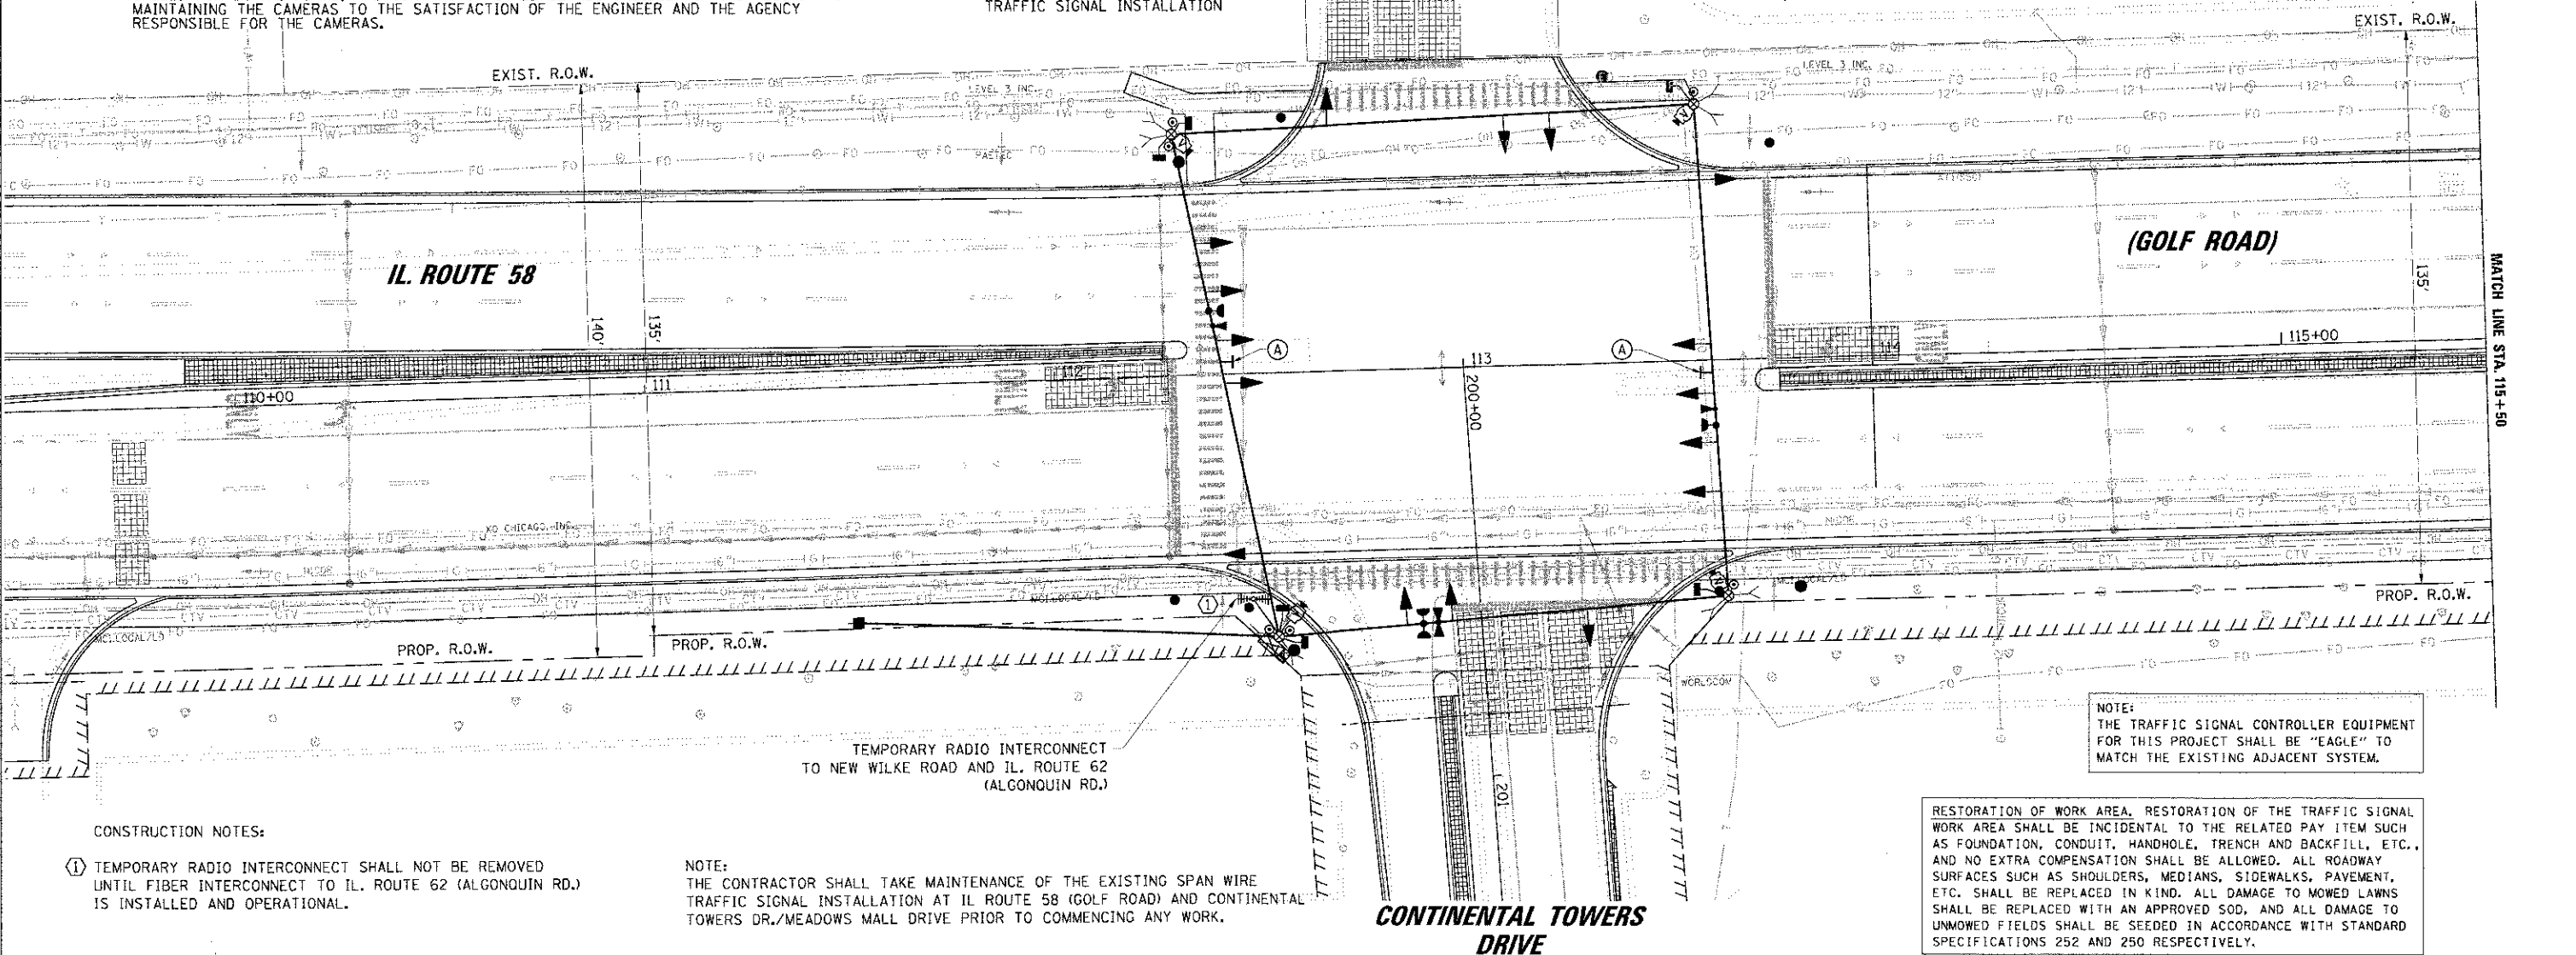 MAINTAINING THE CAMERAS TO THE SATISFACTION OF THE ENGINEER AND THE AGENCY
RESPONSIBLE FOR THE CAMERAS.
TRAFFIC SIGNAL INSTALLATION
EXIST. R.O.W.
EXIST. R.O.W.
LEVEL 3 INC.
LEVEL 3 INC.
IL. ROUTE 58
(GOLF ROAD)
MATCH LINE STA. 115+50
140'
135'
135'
A
A
110+00
111
112
113
114
115+00
200+00
201
XO CHICAGO, INC.
MCI LOCAL/LD
PROP. R.O.W.
PROP. R.O.W.
PROP. R.O.W.
1
WORLDCOM
TEMPORARY RADIO INTERCONNECT
TO NEW WILKE ROAD AND IL. ROUTE 62
(ALGONQUIN RD.)
NOTE:
THE TRAFFIC SIGNAL CONTROLLER EQUIPMENT
FOR THIS PROJECT SHALL BE "EAGLE" TO
MATCH THE EXISTING ADJACENT SYSTEM.
CONSTRUCTION NOTES:
1 TEMPORARY RADIO INTERCONNECT SHALL NOT BE REMOVED
UNTIL FIBER INTERCONNECT TO IL. ROUTE 62 (ALGONQUIN RD.)
IS INSTALLED AND OPERATIONAL.
NOTE:
THE CONTRACTOR SHALL TAKE MAINTENANCE OF THE EXISTING SPAN WIRE
TRAFFIC SIGNAL INSTALLATION AT IL ROUTE 58 (GOLF ROAD) AND CONTINENTAL
TOWERS DR./MEADOWS MALL DRIVE PRIOR TO COMMENCING ANY WORK.
CONTINENTAL TOWERS
DRIVE
RESTORATION OF WORK AREA. RESTORATION OF THE TRAFFIC SIGNAL
WORK AREA SHALL BE INCIDENTAL TO THE RELATED PAY ITEM SUCH
AS FOUNDATION, CONDUIT, HANDHOLE, TRENCH AND BACKFILL, ETC.,
AND NO EXTRA COMPENSATION SHALL BE ALLOWED. ALL ROADWAY
SURFACES SUCH AS SHOULDERS, MEDIANS, SIDEWALKS, PAVEMENT,
ETC. SHALL BE REPLACED IN KIND. ALL DAMAGE TO MOWED LAWNS
SHALL BE REPLACED WITH AN APPROVED SOD, AND ALL DAMAGE TO
UNMOWED FIELDS SHALL BE SEEDED IN ACCORDANCE WITH STANDARD
SPECIFICATIONS 252 AND 250 RESPECTIVELY.